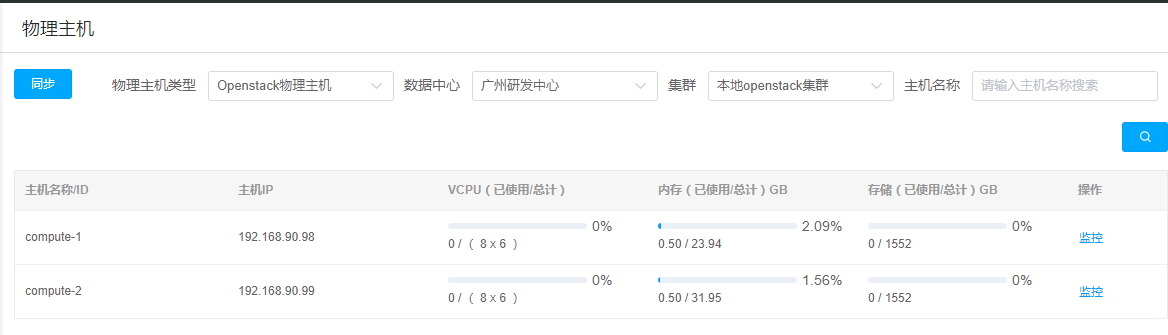 物理主机
同步 物理主机类型 Openstack物理主机 数据中心 广州研发中心 集群 本地openstack集群 主机名称 请输入主机名称搜索
主机名称/ID 主机IP VCPU（已使用/总计） 内存（已使用/总计）GB 存储（已使用/总计）GB 操作
compute-1 192.168.90.98 0% 2.09% 0% 监控
0 / （ 8 x 6 ） 0.50 / 23.94 0 / 1552
compute-2 192.168.90.99 0% 1.56% 0% 监控
0 / （ 8 x 6 ） 0.50 / 31.95 0 / 1552